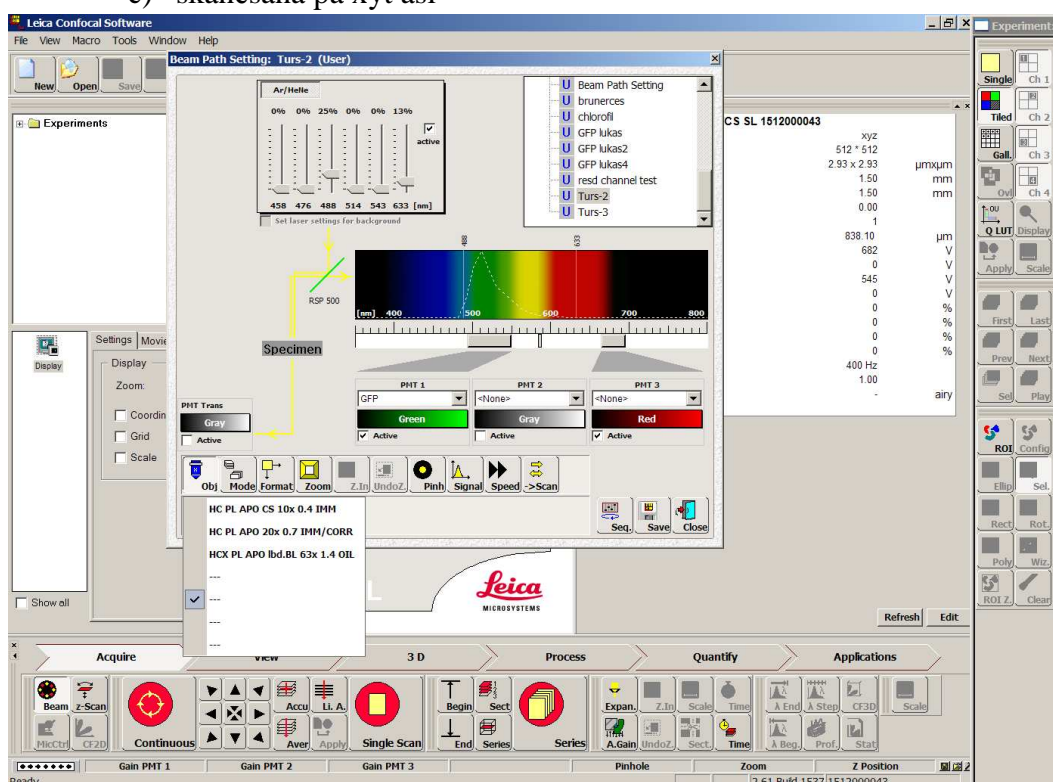 c) skanēšana pa xyt asī
Leica Confocal Software
Experiment
File View Macro Tools Window Help
New Open Save
Beam Path Setting: Turs-2 (User)
Ar/HeNe
0% 0% 25% 0% 0% 13%
active
458 476 488 514 543 633 [nm]
Set laser settings for background
Beam Path Setting
brunerces
chlorofil
GFP lukas
GFP lukas2
GFP lukas4
resd channel test
Turs-2
Turs-3
Experiments
CS SL 1512000043
xyz
512 * 512
2.93 x 2.93 µmxµm
1.50 mm
1.50 mm
0.00
1
838.10 µm
682 V
0 V
545 V
0 V
0 %
0 %
0 %
0 %
400 Hz
1.00
- airy
488 633
RSP 500
[nm] 400 500 600 700 800
Specimen
PMT Trans
Gray
Active
PMT 1 PMT 2 PMT 3
GFP <None> <None>
Green Gray Red
Active Active Active
Display
Settings Movie
Display
Zoom:
Coordin
Grid
Scale
Show all
Obj Mode Format Zoom Z.In UndoZ. Pinh Signal Speed ->Scan
Seq. Save Close
HC PL APO CS 10x 0.4 IMM
HC PL APO 20x 0.7 IMM/CORR
HCX PL APO lbd.BL 63x 1.4 OIL
---
---
---
---
L
Leica
MICROSYSTEMS
Refresh Edit
Single Ch 1
Tiled Ch 2
Gall. Ch 3
Ovl Ch 4
Q LUT Display
Apply Scale
First Last
Prev Next
Sel Play
ROI Config
Ellip Sel.
Rect Rot.
Poly Wiz.
ROI Z. Clear
Acquire View 3 D Process Quantify Applications
Beam z-Scan Accu Li. A. Begin Sect Expan. Z.In Scale Time λ End λ Step CF3D Scale
MicCtrl CF2D Continuous Aver Apply Single Scan End Series Series A.Gain UndoZ. Sect. Time λ Beg. Prof. Stat
Gain PMT 1 Gain PMT 2 Gain PMT 3 Pinhole Zoom Z Position
Ready 2.61 Build 1537 1512000043